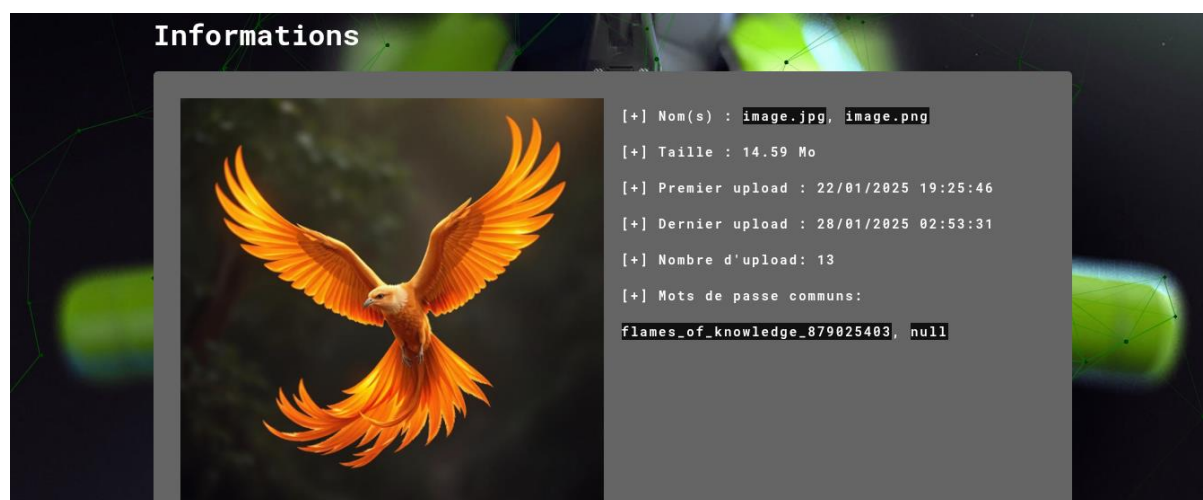 Informations
[+] Nom(s) : image.jpg, image.png
[+] Taille : 14.59 Mo
[+] Premier upload : 22/01/2025 19:25:46
[+] Dernier upload : 28/01/2025 02:53:31
[+] Nombre d'upload: 13
[+] Mots de passe communs:
flames_of_knowledge_879025403, null